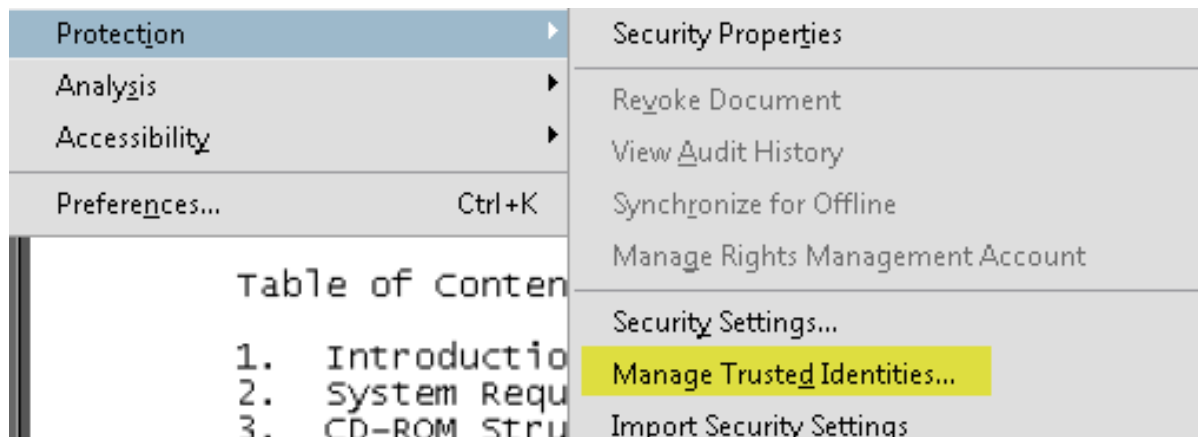 Protection
Analysis
Accessibility
Preferences... Ctrl+K
Security Properties
Revoke Document
View Audit History
Synchronize for Offline
Manage Rights Management Account
Security Settings...
Manage Trusted Identities...
Import Security Settings
Table of Conten
1. Introductio
2. System Requ
3. CD-ROM Stru